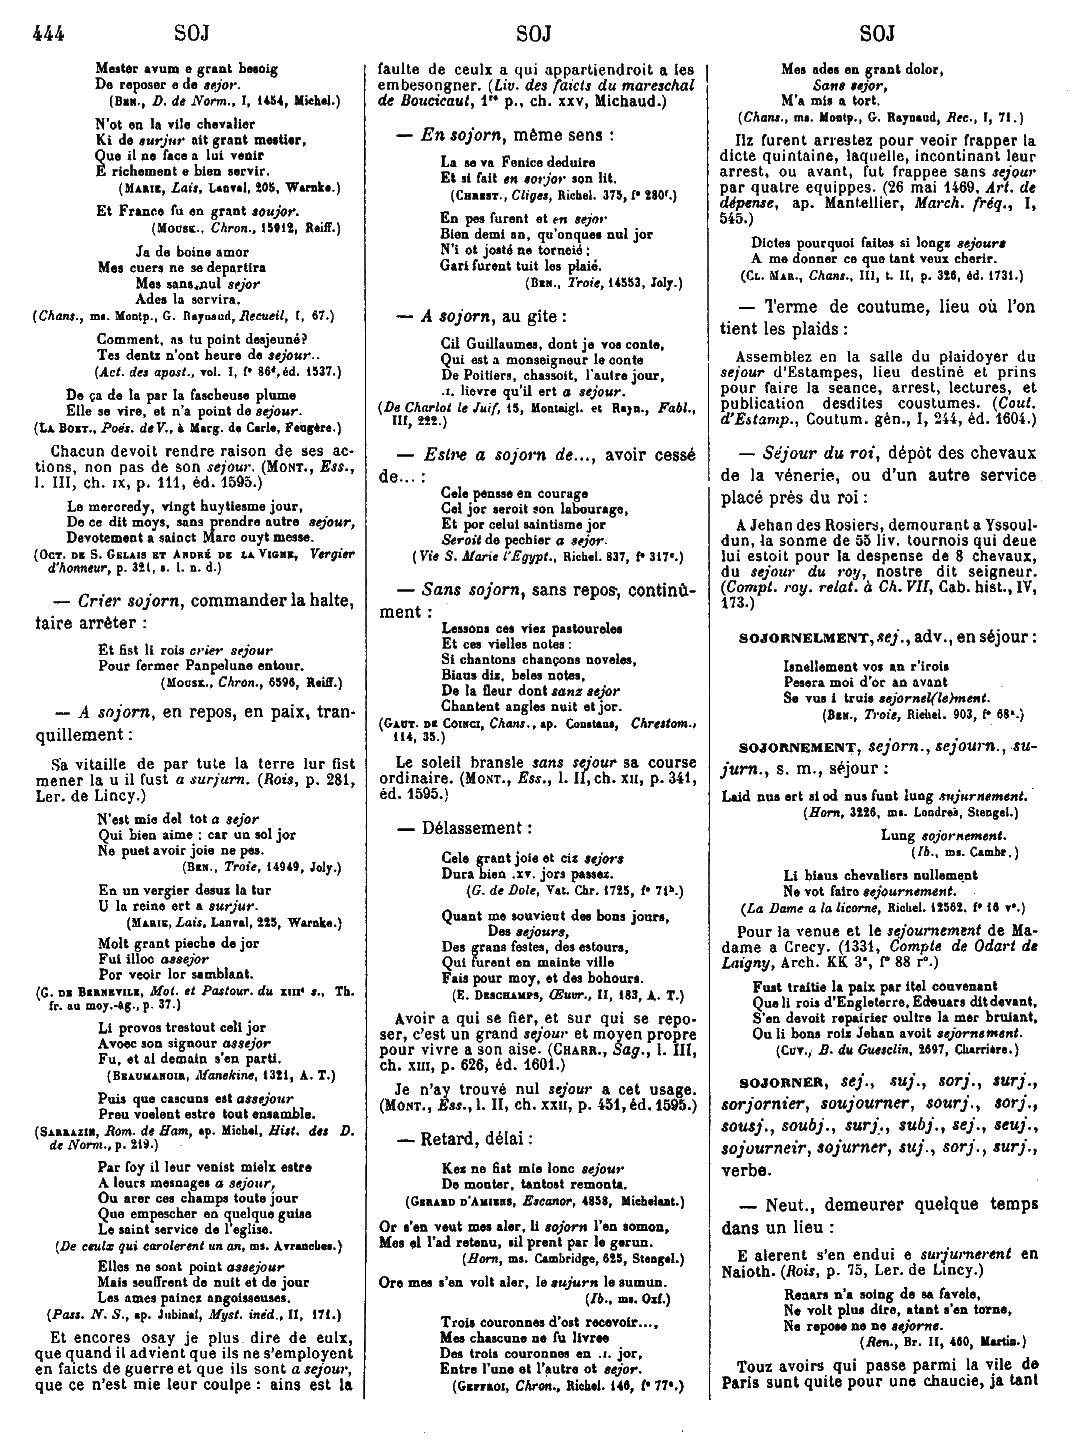 444 SOJ SOJ SOJ
Mester avum e grant besoig
De reposer e de sejor.
(BEN., D. de Norm., I, 1454, Michel.)
N'ot en la vile chevalier
Ki de surjur ait grant mestier,
Que il ne face a lui venir
E richement e bien servir.
(MARIE, Lais, Lanval, 205, Warnke.)
Et France fu en grant soujor.
(MOUSK., Chron., 15912, Reiff.)
Ja de boine amor
Mes cuers ne se departira
Mes sans nul sejor
Ades la servira.
(Chans., ms. Montp., G. Raynaud, Recueil, I, 67.)
Comment, as tu point desjeuné?
Tes dentz n'ont heure de sejour..
(Act. des apost., vol. I, f° 86ᵈ, éd. 1537.)
De ça de la par la fascheuse plume
Elle se vire, et n'a point de sejour.
(LA BOET., Poés. de V., à Marg. de Carle, Feugère.)
Chacun devoit rendre raison de ses ac-
tions, non pas de son sejour. (MONT., Ess.,
l. III, ch. IX, p. 111, éd. 1595.)
Le mercredy, vingt huytiesme jour,
De ce dit moys, sans prendre autre sejour,
Devotement a sainct Marc ouyt messe.
(OCT. DE S. GELAIS ET ANDRÉ DE LA VIGNE, Vergier
d'honneur, p. 321, s. l. n. d.)
— Crier sojorn, commander la halte,
faire arrêter :
Et fist li rois crier sejour
Pour fermer Panpelune entour.
(MOUSK., Chron., 6596, Reiff.)
— A sojorn, en repos, en paix, tran-
quillement :
Sa vitaille de par tute la terre lur fist
mener la u il fust a surjurn. (Rois, p. 281,
Ler. de Lincy.)
N'est mie del tot a sejor
Qui bien aime ; car un sol jor
Ne puet avoir joie ne pes.
(BEN., Troie, 14949, Joly.)
En un vergier desuz la tur
U la reine ert a surjur.
(MARIE, Lais, Lanval, 225, Warnke.)
Molt grant pieche de jor
Fui illoc assejor
Por veoir lor samblant.
(G. DE BERNEVILE, Mot. et Pastour. du XIIIᵉ s., Th.
fr. au moy.-âg., p. 37.)
Li provos trestout celi jor
Avoec son signour assejor
Fu, et al demain s'en parti.
(BEAUMANOIR, Manekine, 1321, A. T.)
Puis que cascuns est assejour
Preu voelent estre tout ensamble.
(SARRAZIN, Rom. de Ham, ap. Michel, Hist. des D.
de Norm., p. 219.)
Par foy il leur venist mielx estre
A leurs mesnages a sejour,
Ou arer ces champs toute jour
Que empescher en quelque guise
Le saint service de l'eglise.
(De ceulx qui carolerent un an, ms. Avranches.)
Elles ne sont point assejour
Mais seuffrent de nuit et de jour
Les ames painez angoisseuses.
(Pass. N. S., ap. Jubinal, Myst. inéd., II, 171.)
Et encores osay je plus dire de eulx,
que quand il advient que ils ne s'employent
en faicts de guerre et que ils sont a sejour,
que ce n'est mie leur coulpe : ains est la
faulte de ceulx a qui appartiendroit a les
embesongner. (Liv. des faicts du mareschal
de Boucicaut, 1ʳᵉ p., ch. XXV, Michaud.)
— En sojorn, même sens :
La se va Fenice deduire
Et si fait en sorjor son lit.
(CHREST., Cliges, Richel. 375, f° 280ᶠ.)
En pes furent et en sejor
Bien demi an, qu'onques nul jor
N'i ot josté ne torneié ;
Gari furent tuit les plaié.
(BEN., Troie, 14553, Joly.)
— A sojorn, au gîte :
Cil Guillaumes, dont je vos conte,
Qui est a monseigneur le conte
De Poitiers, chassoit, l'autre jour,
.I. lievre qu'il ert a sejour.
(De Charlot le Juif, 15, Montaigl. et Rayn., Fabl.,
III, 222.)
— Estre a sojorn de..., avoir cessé
de... :
Cele pensse en courage
Cel jor seroit son labourage,
Et por celui saintisme jor
Seroit de pechier a sejor.
(Vie S. Marie l'Egypt., Richel. 837, f° 317ᵉ.)
— Sans sojorn, sans repos, continû-
ment :
Lessons ces viez pastoureles
Et ces vielles notes :
Si chantons chançons noveles,
Biaus diz, beles notes,
De la fleur dont sanz sejor
Chantent angles nuit et jor.
(GAUT. DE COINCI, Chans., ap. Constans, Chrestom.,
114, 35.)
Le soleil bransle sans sejour sa course
ordinaire. (MONT., Ess., l. II, ch. XII, p. 341,
éd. 1595.)
— Délassement :
Cele grant joie et ciz sejors
Dura bien .XV. jors passez.
(G. de Dole, Vat. Chr. 1725, f° 71ᵇ.)
Quant me souvient des bons jours,
Des sejours,
Des grans festes, des estours,
Qui furent en mainte ville
Fais pour moy, et des bohours.
(E. DESCHAMPS, Œuvr., II, 183, A. T.)
Avoir a qui se fier, et sur qui se repo-
ser, c'est un grand sejour et moyen propre
pour vivre a son aise. (CHARR., Sag., l. III,
ch. XIII, p. 626, éd. 1601.)
Je n'ay trouvé nul sejour a cet usage.
(MONT., Ess., l. II, ch. XXII, p. 451, éd. 1595.)
— Retard, délai :
Kez ne fist mie lonc sejour
De monter, tantost remonta.
(GERARD D'AMIENS, Escanor, 4858, Michelant.)
Or s'en veut mes aler, li sojorn l'en somon,
Mes el l'ad retenu, sil prent par le gerun.
(Horn, ms. Cambridge, 625, Stengel.)
Ore mes s'en volt aler, le sujurn le sumun.
(Ib., ms. Oxf.)
Trois couronnes d'ost recevoir...,
Mes chascune ne fu livree
Des trois couronnes en .I. jor,
Entre l'une et l'autre ot sejor.
(GEFFROI, Chron., Richel. 146, f° 77ᵉ.)
Mes ades en grant dolor,
Sans sejor,
M'a mis a tort.
(Chans., ms. Montp., G. Raynaud, Rec., I, 71.)
Ilz furent arrestez pour veoir frapper la
dicte quintaine, laquelle, incontinant leur
arrest, ou avant, fut frappee sans sejour
par quatre equippes. (26 mai 1469, Art. de
dépense, ap. Mantellier, March. fréq., I,
545.)
Dictes pourquoi faites si longz sejours
A me donner ce que tant veux cherir.
(CL. MAR., Chans., III, t. II, p. 326, éd. 1731.)
— Terme de coutume, lieu où l'on
tient les plaids :
Assemblez en la salle du plaidoyer du
sejour d'Estampes, lieu destiné et prins
pour faire la seance, arrest, lectures, et
publication desdites coustumes. (Cout.
d'Estamp., Coutum. gén., I, 244, éd. 1604.)
— Séjour du roi, dépôt des chevaux
de la vénerie, ou d'un autre service
placé près du roi :
A Jehan des Rosiers, demourant a Yssoul-
dun, la sonme de 55 liv. tournois qui deue
lui estoit pour la despense de 8 chevaux,
du sejour du roy, nostre dit seigneur.
(Compt. roy. relat. à Ch. VII, Cab. hist., IV,
173.)
SOJORNELMENT, sej., adv., en séjour :
Isnellement vos an r'irois
Pesera moi d'or an avant
Se vus i truis sejornel(le)ment.
(BEN., Troie, Richel. 903, f° 68ᵃ.)
SOJORNEMENT, sejorn., sejourn., su-
jurn., s. m., séjour :
Laid nus ert si od nus funt lung sujurnement.
(Horn, 3226, ms. Londres, Stengel.)
Lung sojornement.
(Ib., ms. Cambr.)
Li biaus chevaliers nullement
Ne vot faire sejournement.
(La Dame a la licorne, Richel. 12562, f° 16 v°.)
Pour la venue et le sejournement de Ma-
dame a Crecy. (1331, Compte de Odart de
Laigny, Arch. KK 3ᵃ, f° 88 r°.)
Fust traitie la paix par itel couvenant
Que li rois d'Engleterre, Edouars dit devant,
S'en devoit repairier oultre la mer bruiant,
Ou li bons roiz Jehan avoit sejornement.
(CUV., B. du Guesclin, 2697, Charrière.)
SOJORNER, sej., suj., sorj., surj.,
sorjornier, soujourner, sourj., sorj.,
sousj., soubj., surj., subj., sej., seuj.,
sojourneir, sojurner, suj., sorj., surj.,
verbe.
— Neut., demeurer quelque temps
dans un lieu :
E alerent s'en endui e surjurnerent en
Naioth. (Rois, p. 75, Ler. de Lincy.)
Renars n'a soing de sa favele,
Ne volt plus dire, atant s'en torne,
Ne repose ne ne sejorne.
(Ren., Br. II, 460, Martin.)
Touz avoirs qui passe parmi la vile de
Paris sunt quite pour une chaucie, ja tant